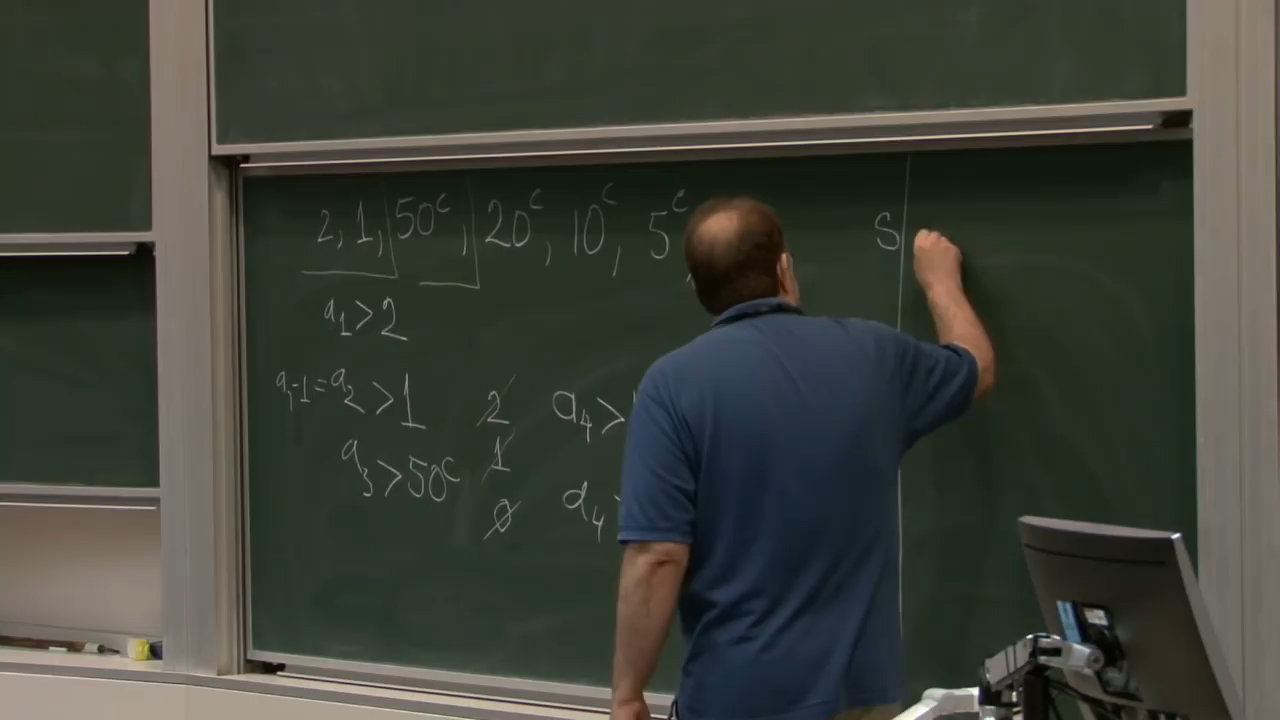 2, 1, 50c, 20c, 10c, 5c,
S
a1 > 2
a1-1 = a2 > 1
2
a4 >
1
a3 > 50c
0
a4